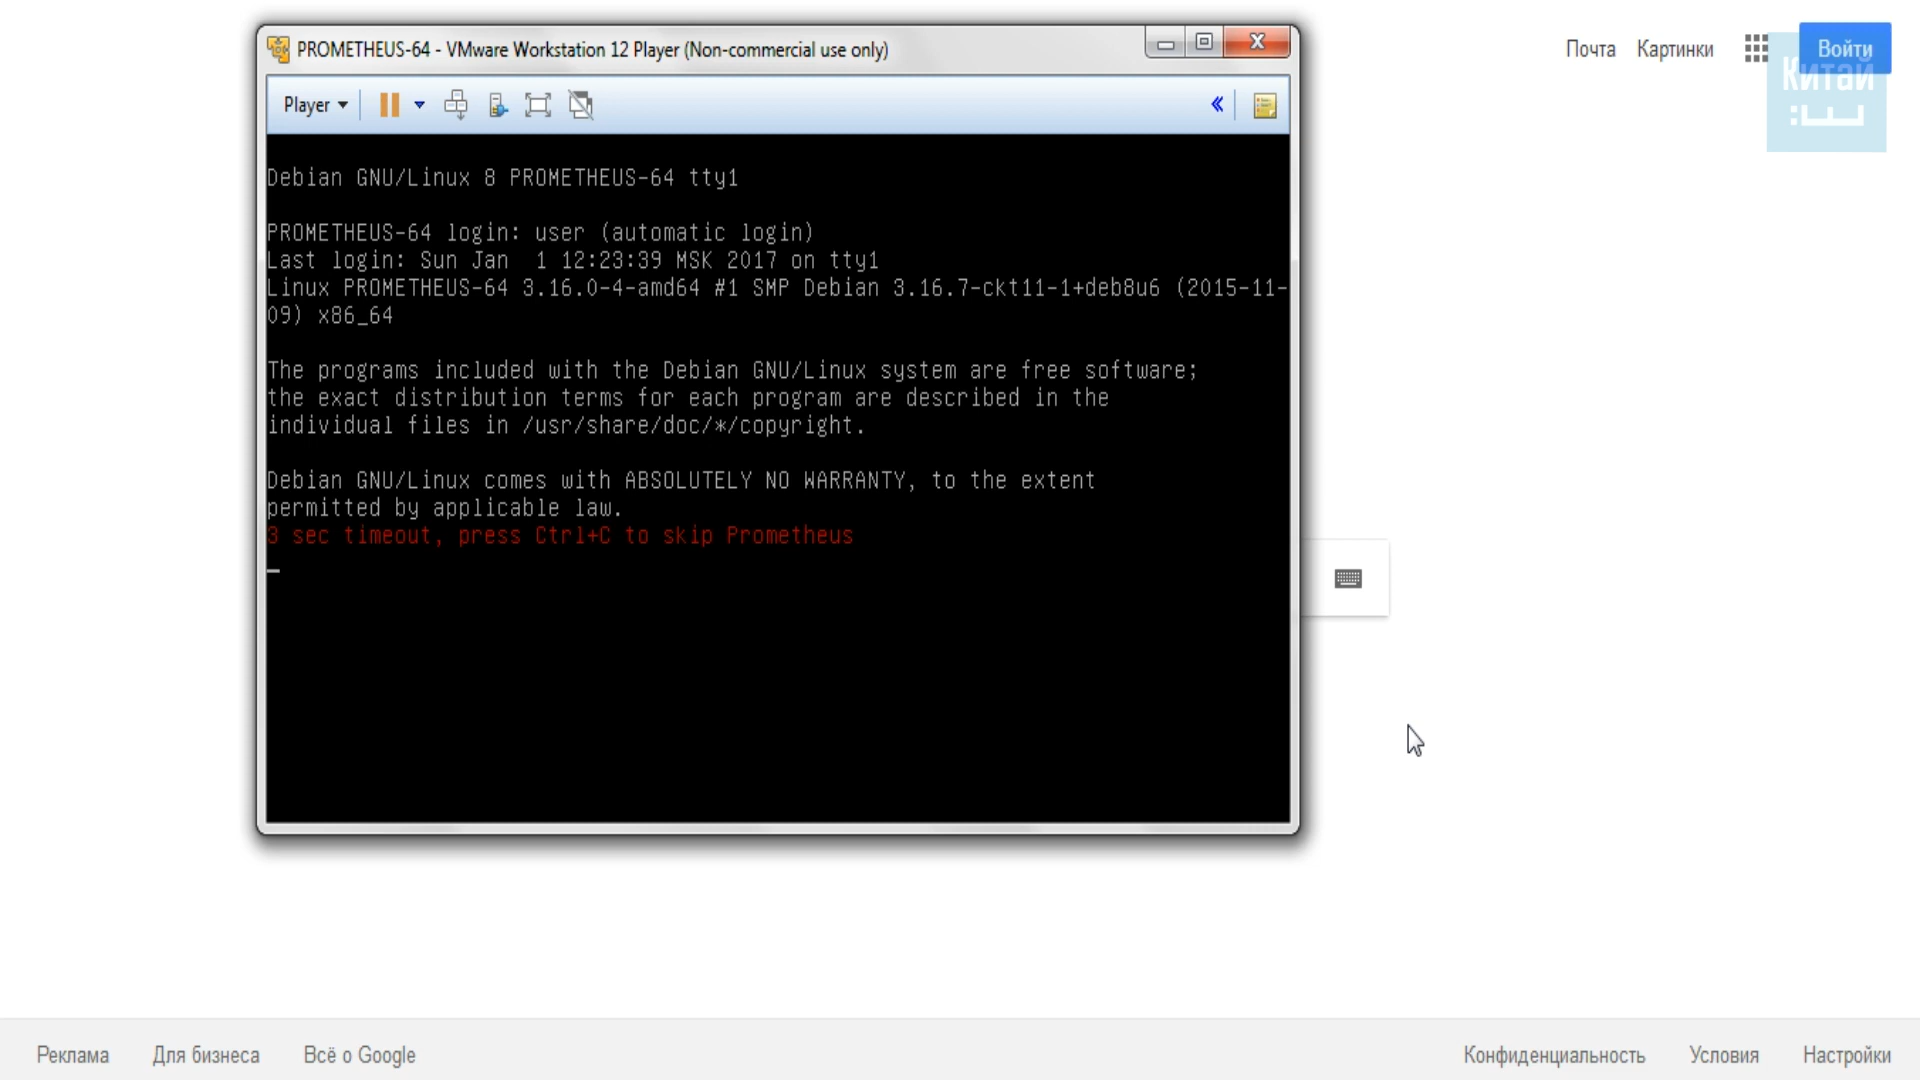 PROMETHEUS-64 - VMware Workstation 12 Player (Non-commercial use only)
Почта Картинки Войти
Китай
Ё
Player
Debian GNU/Linux 8 PROMETHEUS-64 tty1
PROMETHEUS-64 login: user (automatic login)
Last login: Sun Jan  1 12:23:39 MSK 2017 on tty1
Linux PROMETHEUS-64 3.16.0-4-amd64 #1 SMP Debian 3.16.7-ckt11-1+deb8u6 (2015-11-
09) x86_64
The programs included with the Debian GNU/Linux system are free software;
the exact distribution terms for each program are described in the
individual files in /usr/share/doc/*/copyright.
Debian GNU/Linux comes with ABSOLUTELY NO WARRANTY, to the extent
permitted by applicable law.
3 sec timeout, press Ctrl+C to skip Prometheus
Реклама Для бизнеса Всё о Google Конфиденциальность Условия Настройки